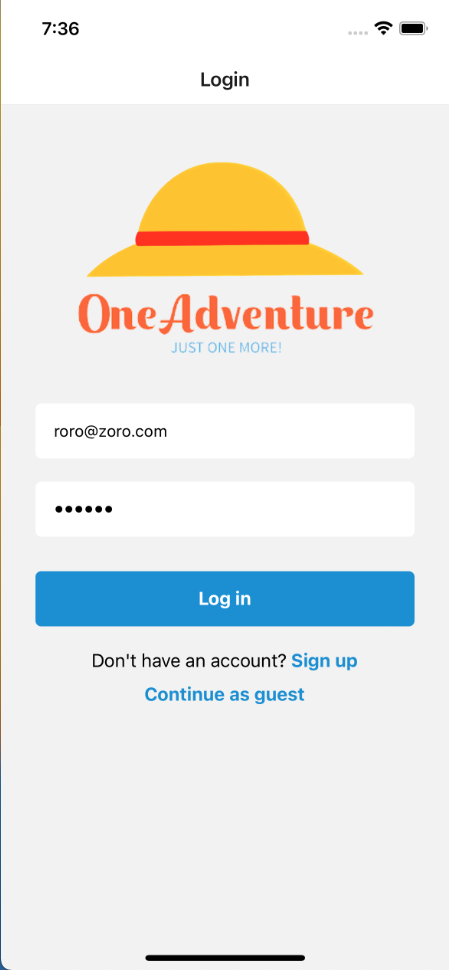 7:36
Login
OneAdventure
JUST ONE MORE!
roro@zoro.com
••••••
Log in
Don't have an account? Sign up
Continue as guest